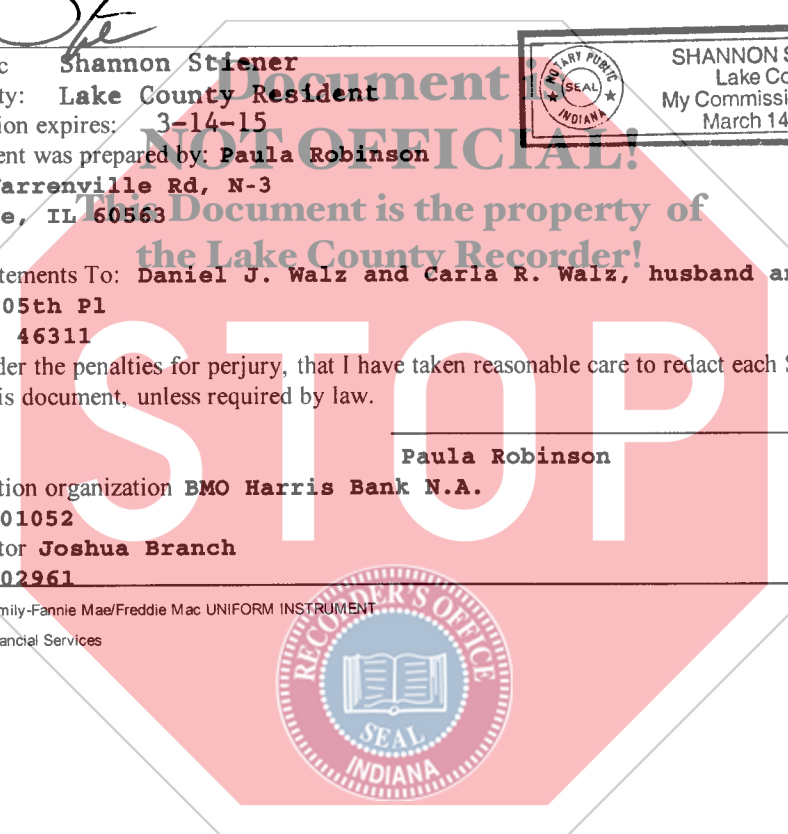 c Shannon Stiener
ty: Lake County Resident
ion expires: 3-14-15
ent was prepared by: Paula Robinson
arrenville Rd, N-3
e, IL 60563
SHANNON S
Lake Co
My Commissi
March 14
NOTARY PUBLIC
SEAL
INDIANA
Document is
NOT OFFICIAL!
This Document is the property of
the Lake County Recorder!
tements To: Daniel J. Walz and Carla R. Walz, husband an
05th Pl
46311
der the penalties for perjury, that I have taken reasonable care to redact each S
is document, unless required by law.
STOP
Paula Robinson
tion organization BMO Harris Bank N.A.
01052
tor Joshua Branch
02961
mily-Fannie Mae/Freddie Mac UNIFORM INSTRUMENT
ancial Services
RECORDER'S OFFICE
SEAL
INDIANA